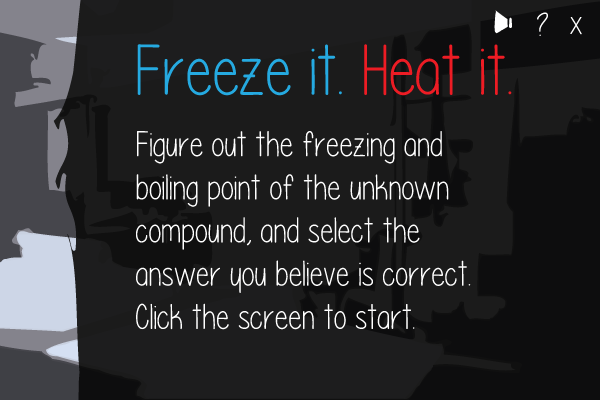 ? X
Freeze it. Heat it.
Figure out the freezing and
boiling point of the unknown
compound, and select the
answer you believe is correct.
Click the screen to start.